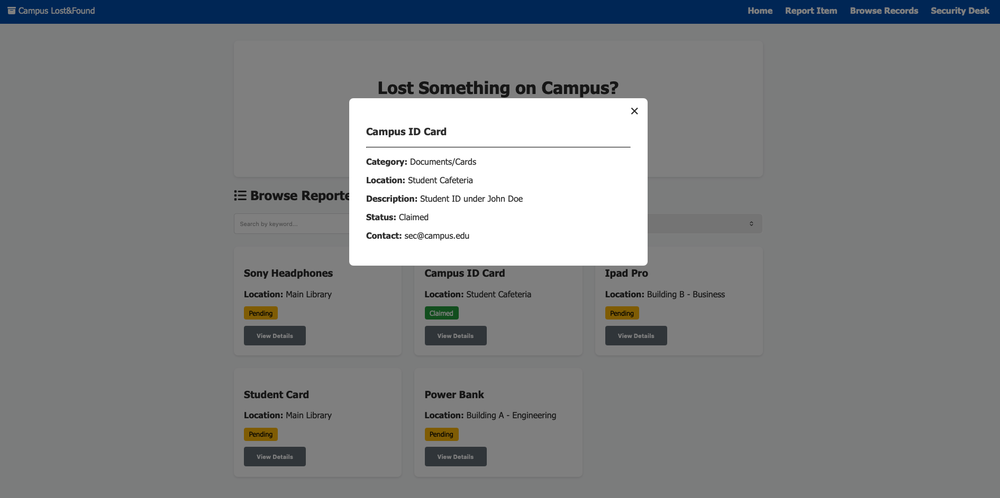 Campus Lost&Found
Home Report Item Browse Records Security Desk
Lost Something on Campus?
Campus ID Card
Category: Documents/Cards
Location: Student Cafeteria
Description: Student ID under John Doe
Status: Claimed
Contact: sec@campus.edu
Browse Reporte
Search by keyword...
Sony Headphones
Location: Main Library
Pending
View Details
Campus ID Card
Location: Student Cafeteria
Claimed
View Details
Ipad Pro
Location: Building B - Business
Pending
View Details
Student Card
Location: Main Library
Pending
View Details
Power Bank
Location: Building A - Engineering
Pending
View Details